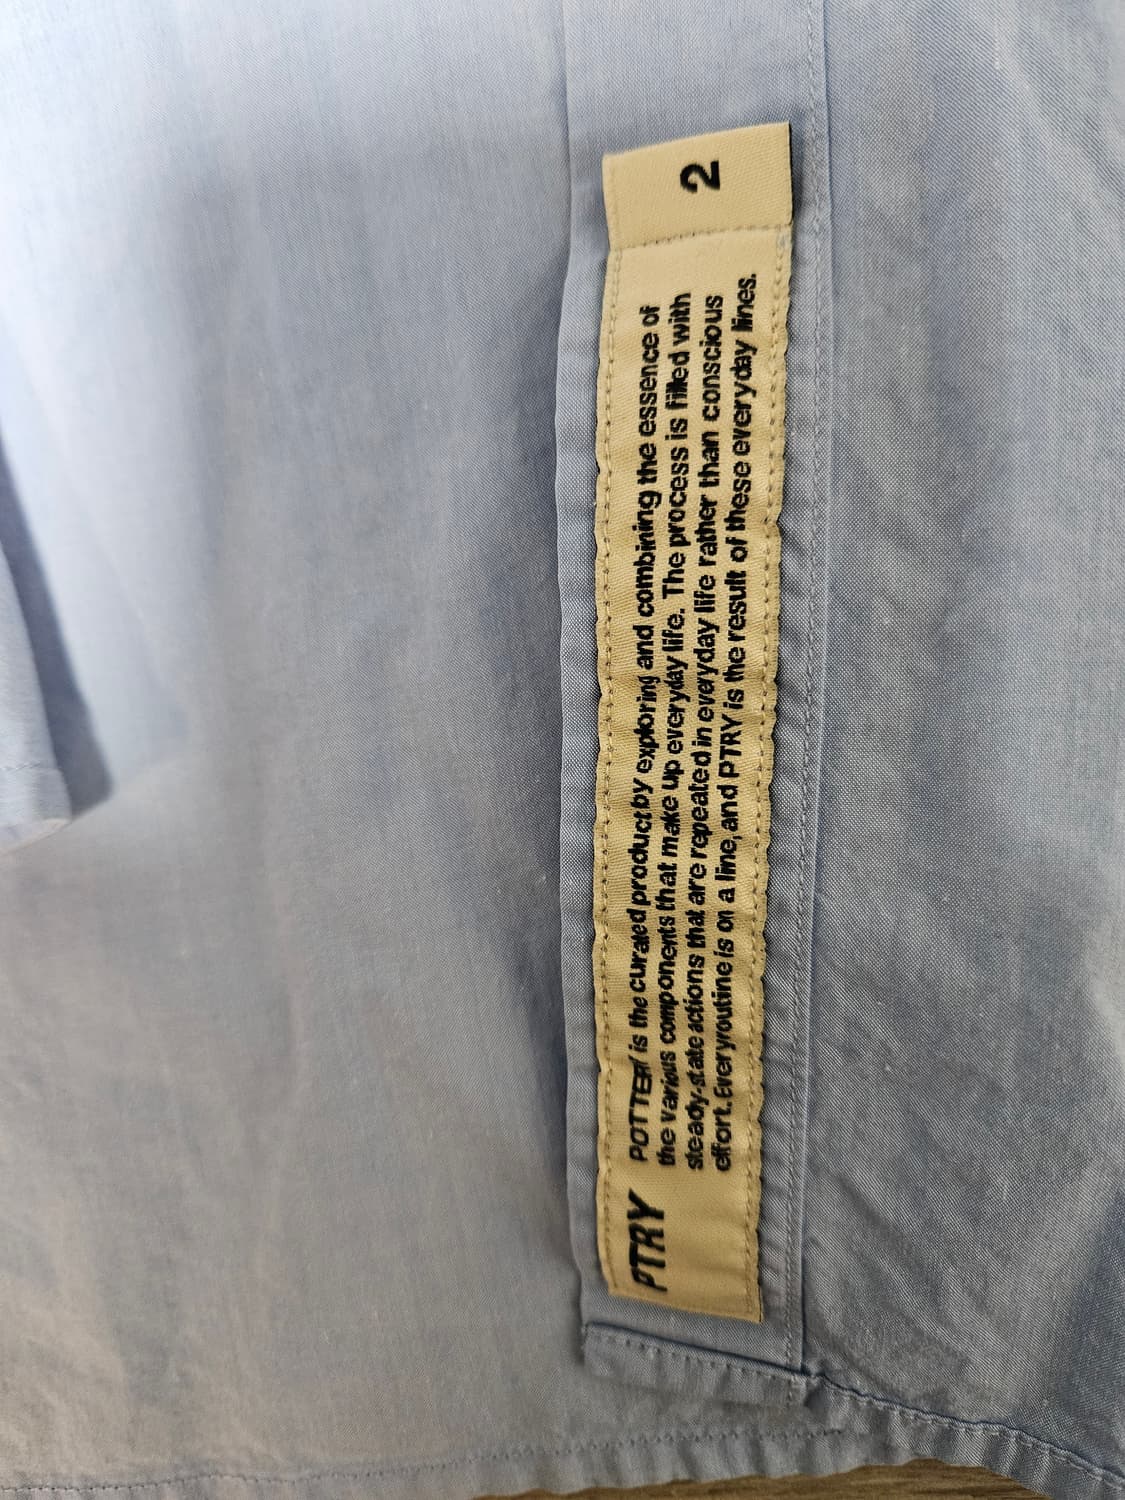 PTRY
POTTERY is the curated product by exploring and combining the essence of
the various components that make up everyday life. The process is filled with
steady-state actions that are repeated in everyday life rather than conscious
effort. Every routine is on a line, and PTRY is the result of these everyday lines.
2